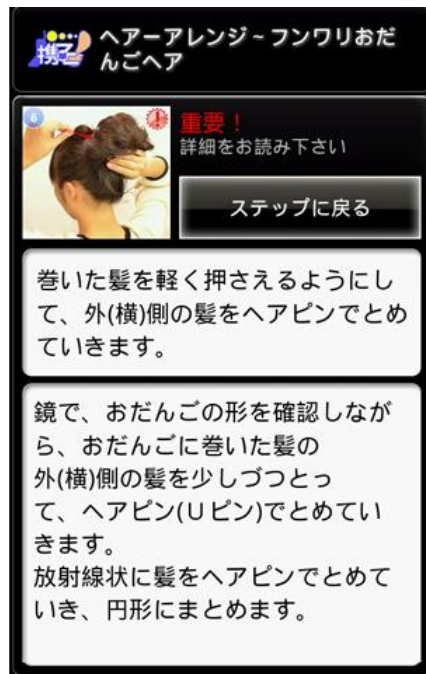 携子
ヘアーアレンジ～フンワリおだ
んごヘア
6
重要！
詳細をお読み下さい
ステップに戻る
巻いた髪を軽く押さえるようにし
て、外(横)側の髪をヘアピンでとめ
ていきます。
鏡で、おだんごの形を確認しなが
ら、おだんごに巻いた髪の
外(横)側の髪を少しづつとっ
て、ヘアピン(Uピン)でとめてい
きます。
放射線状に髪をヘアピンでとめて
いき、円形にまとめます。